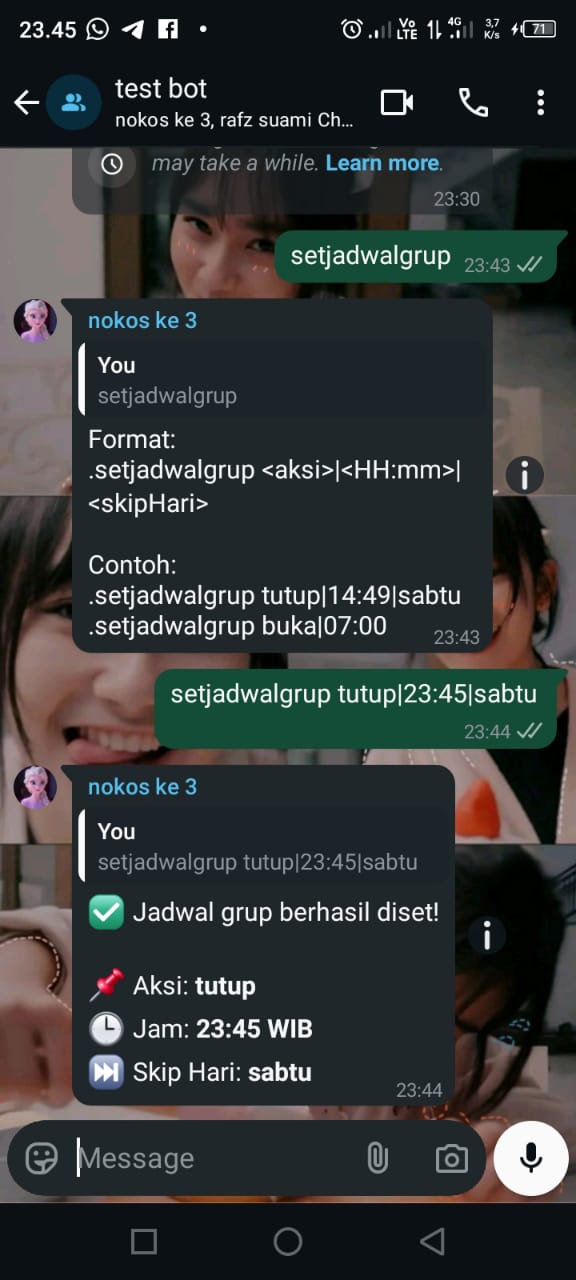 23.45
Vo
LTE
4G
3,7
K/s
71
test bot
nokos ke 3, rafz suami Ch...
may take a while. Learn more.
23:30
setjadwalgrup 23:43
nokos ke 3
You
setjadwalgrup
Format:
.setjadwalgrup <aksi>|<HH:mm>|
<skipHari>
Contoh:
.setjadwalgrup tutup|14:49|sabtu
.setjadwalgrup buka|07:00
23:43
setjadwalgrup tutup|23:45|sabtu
23:44
nokos ke 3
You
setjadwalgrup tutup|23:45|sabtu
Jadwal grup berhasil diset!
Aksi: tutup
Jam: 23:45 WIB
Skip Hari: sabtu
23:44
Message